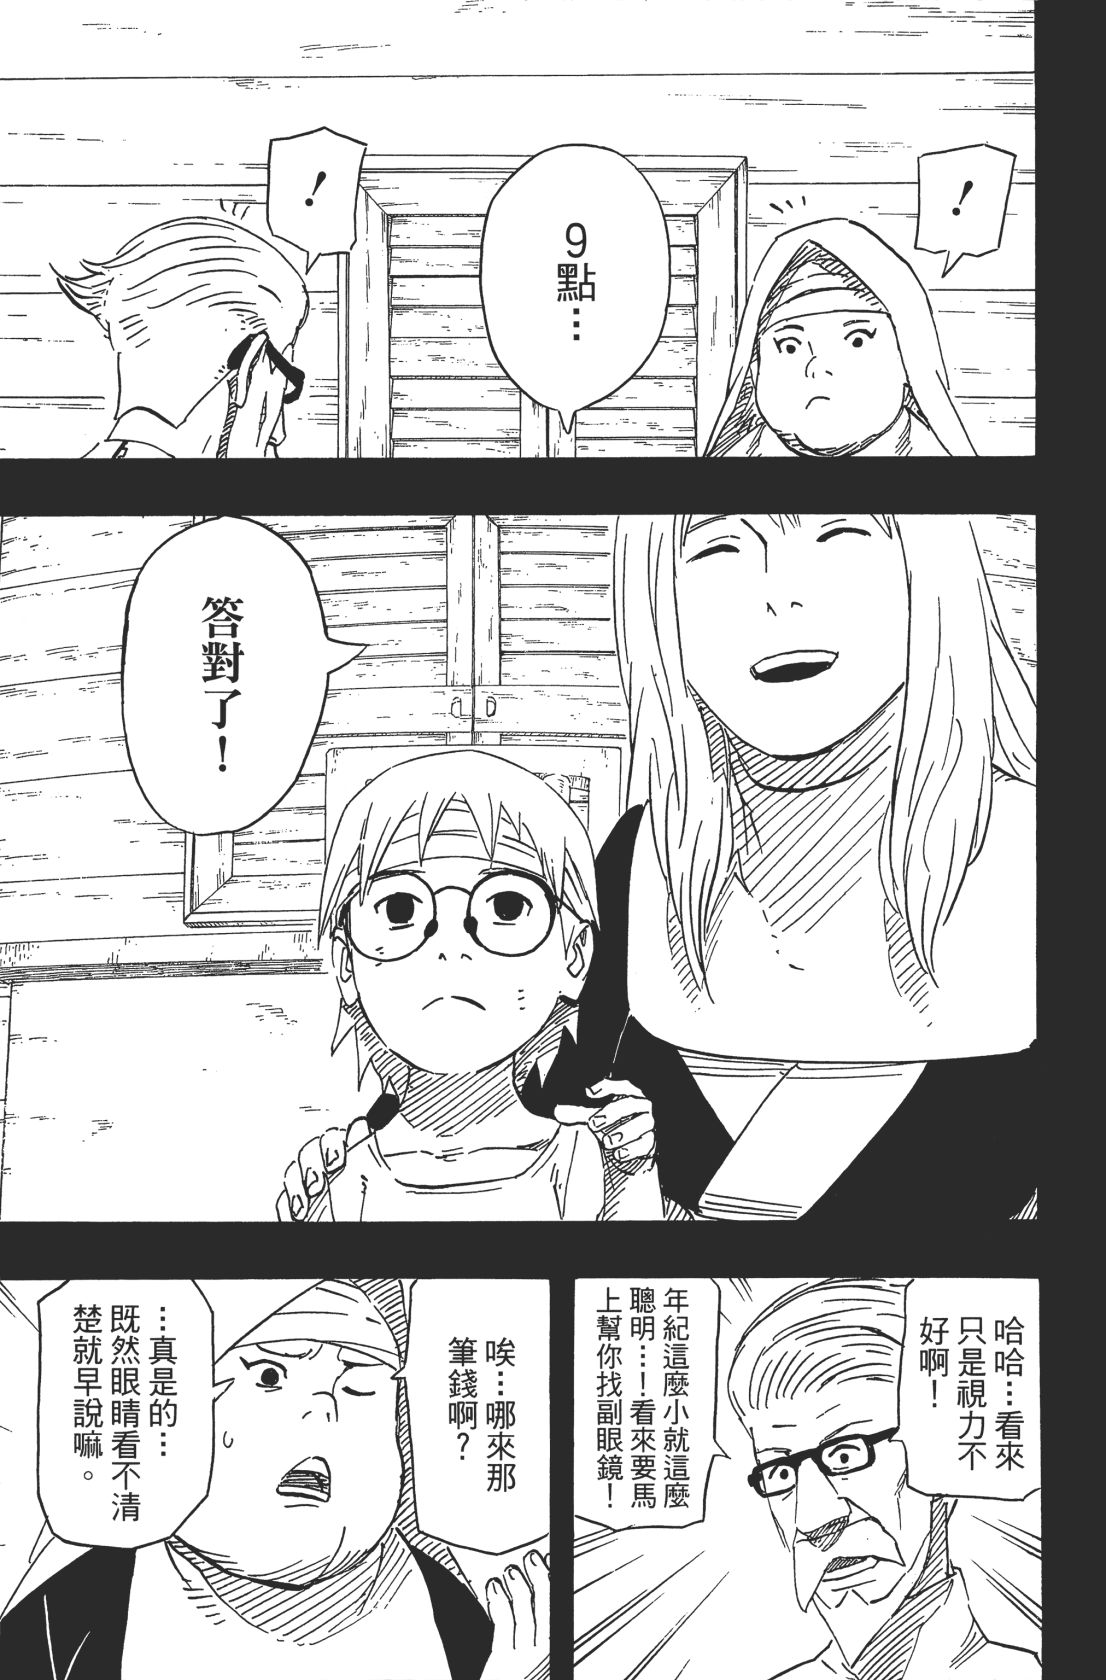 ！
9點…
！
答對了！
哈哈…看來
只是視力不
好啊！
年紀這麼小就這麼
聰明…！看來要馬
上幫你找副眼鏡！
唉…哪來那
筆錢啊？
…真是的…
既然眼睛看不清
楚就早說嘛。